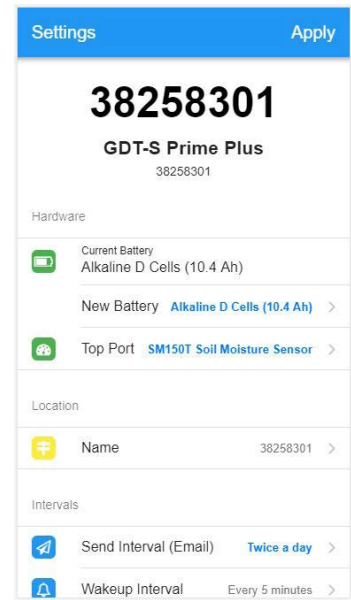 Settings Apply
38258301
GDT-S Prime Plus
38258301
Hardware
Current Battery
Alkaline D Cells (10.4 Ah)
New Battery Alkaline D Cells (10.4 Ah)
Top Port SM150T Soil Moisture Sensor
Location
Name 38258301
Intervals
Send Interval (Email) Twice a day
Wakeup Interval Every 5 minutes